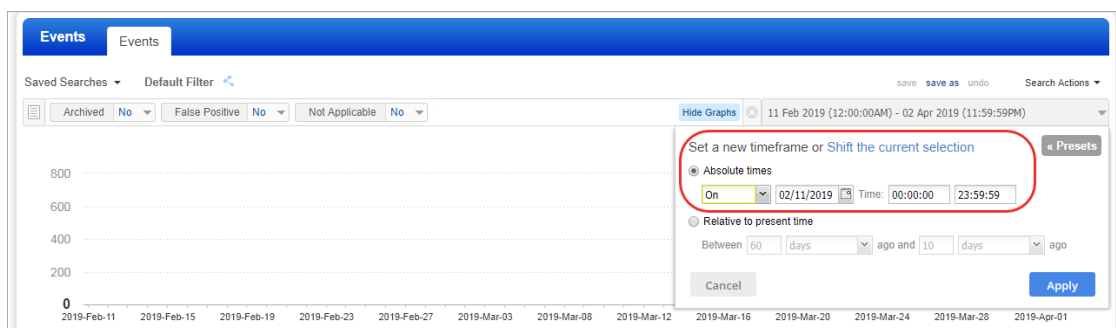 Events Events
Saved Searches Default Filter save save as undo Search Actions
Archived No False Positive No Not Applicable No Hide Graphs 11 Feb 2019 (12:00:00AM) - 02 Apr 2019 (11:59:59PM)
Set a new timeframe or Shift the current selection « Presets
Absolute times
On 02/11/2019 Time: 00:00:00 23:59:59
Relative to present time
Between 60 days ago and 10 days ago
Cancel Apply
800
600
400
200
0
2019-Feb-11 2019-Feb-15 2019-Feb-19 2019-Feb-23 2019-Feb-27 2019-Mar-03 2019-Mar-08 2019-Mar-12 2019-Mar-16 2019-Mar-20 2019-Mar-24 2019-Mar-28 2019-Apr-01